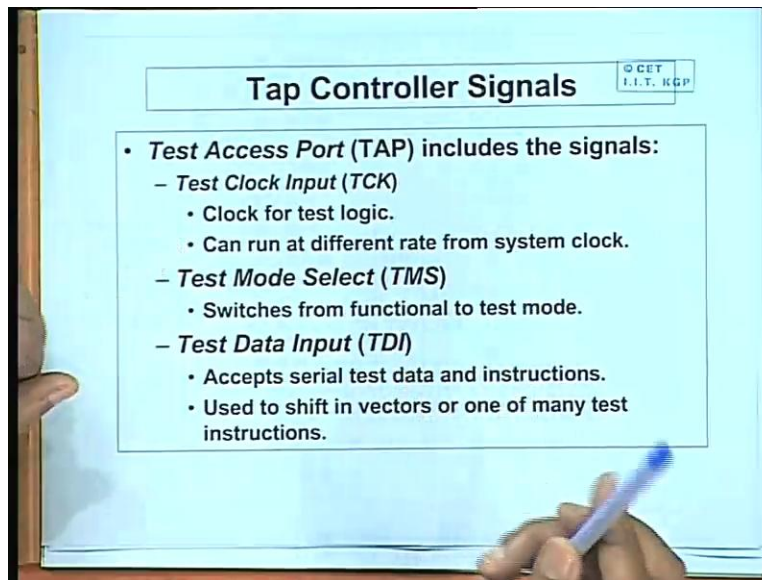 Tap Controller Signals
© CET
I.I.T. KGP
• Test Access Port (TAP) includes the signals:
– Test Clock Input (TCK)
• Clock for test logic.
• Can run at different rate from system clock.
– Test Mode Select (TMS)
• Switches from functional to test mode.
– Test Data Input (TDI)
• Accepts serial test data and instructions.
• Used to shift in vectors or one of many test
instructions.